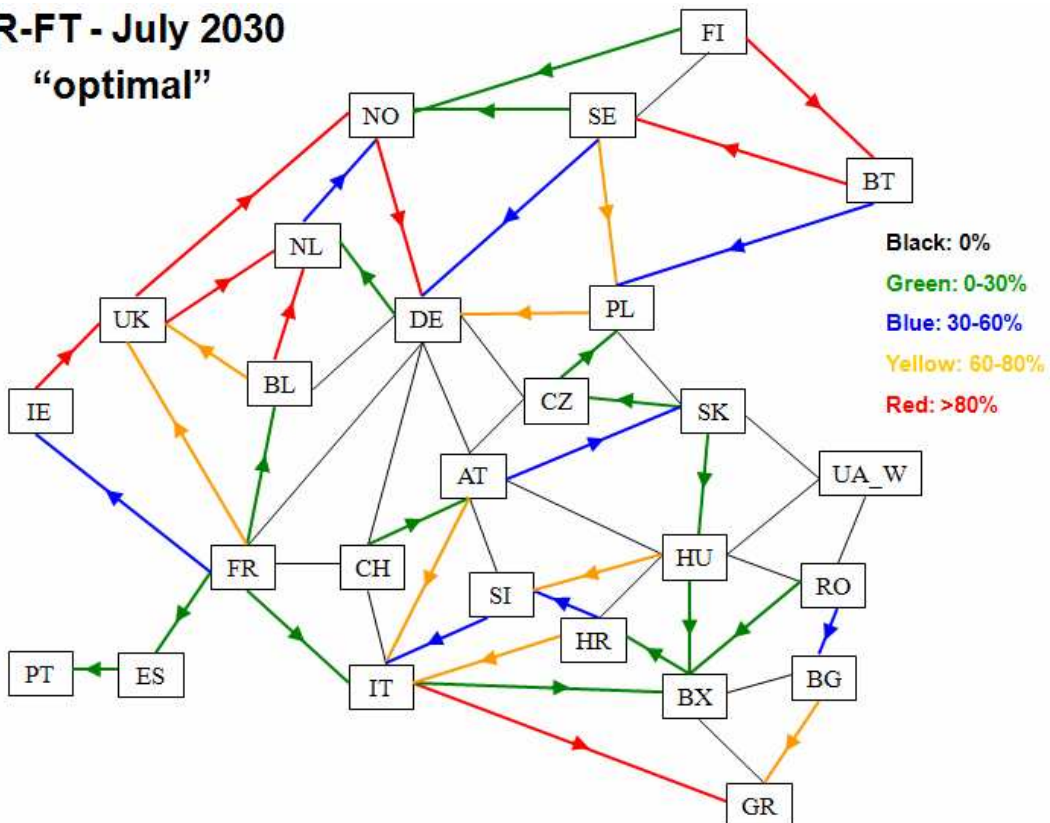 R-FT - July 2030
“optimal”
FI
NO
SE
BT
NL
Black: 0%
Green: 0-30%
UK
DE
PL
Blue: 30-60%
Yellow: 60-80%
BL
IE
CZ
SK
Red: >80%
AT
UA_W
FR
CH
HU
RO
SI
HR
PT
ES
IT
BX
BG
GR